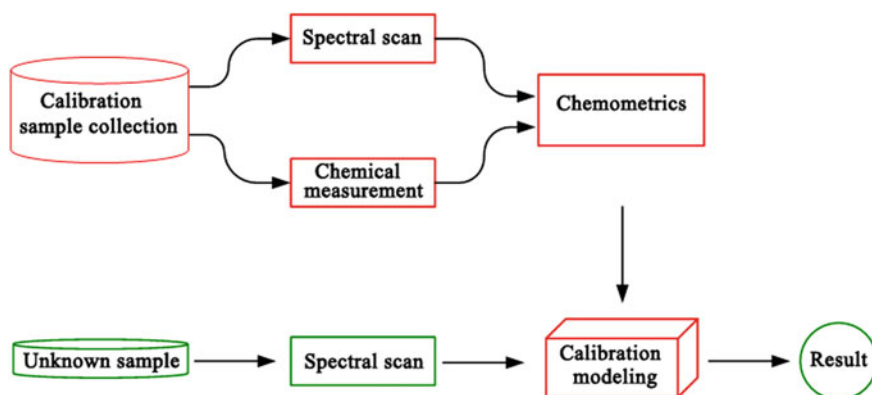 Spectral scan
Calibration
sample collection
Chemometrics
Chemical
measurement
Unknown sample
Spectral scan
Calibration
modeling
Result